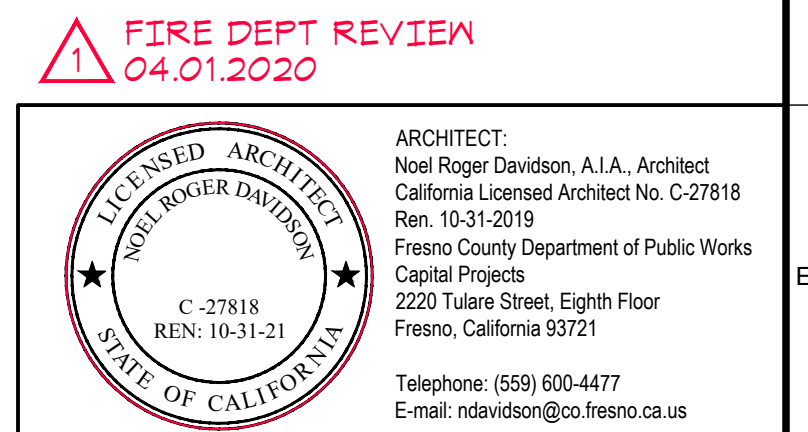 FIRE DEPT REVIEW
1
04.01.2020
LICENSED ARCHITECT
NOEL ROGER DAVIDSON
C -27818
REN: 10-31-21
STATE OF CALIFORNIA
ARCHITECT:
Noel Roger Davidson, A.I.A., Architect
California Licensed Architect No. C-27818
Ren. 10-31-2019
Fresno County Department of Public Works
Capital Projects
2220 Tulare Street, Eighth Floor
Fresno, California 93721
Telephone: (559) 600-4477
E-mail: ndavidson@co.fresno.ca.us
E